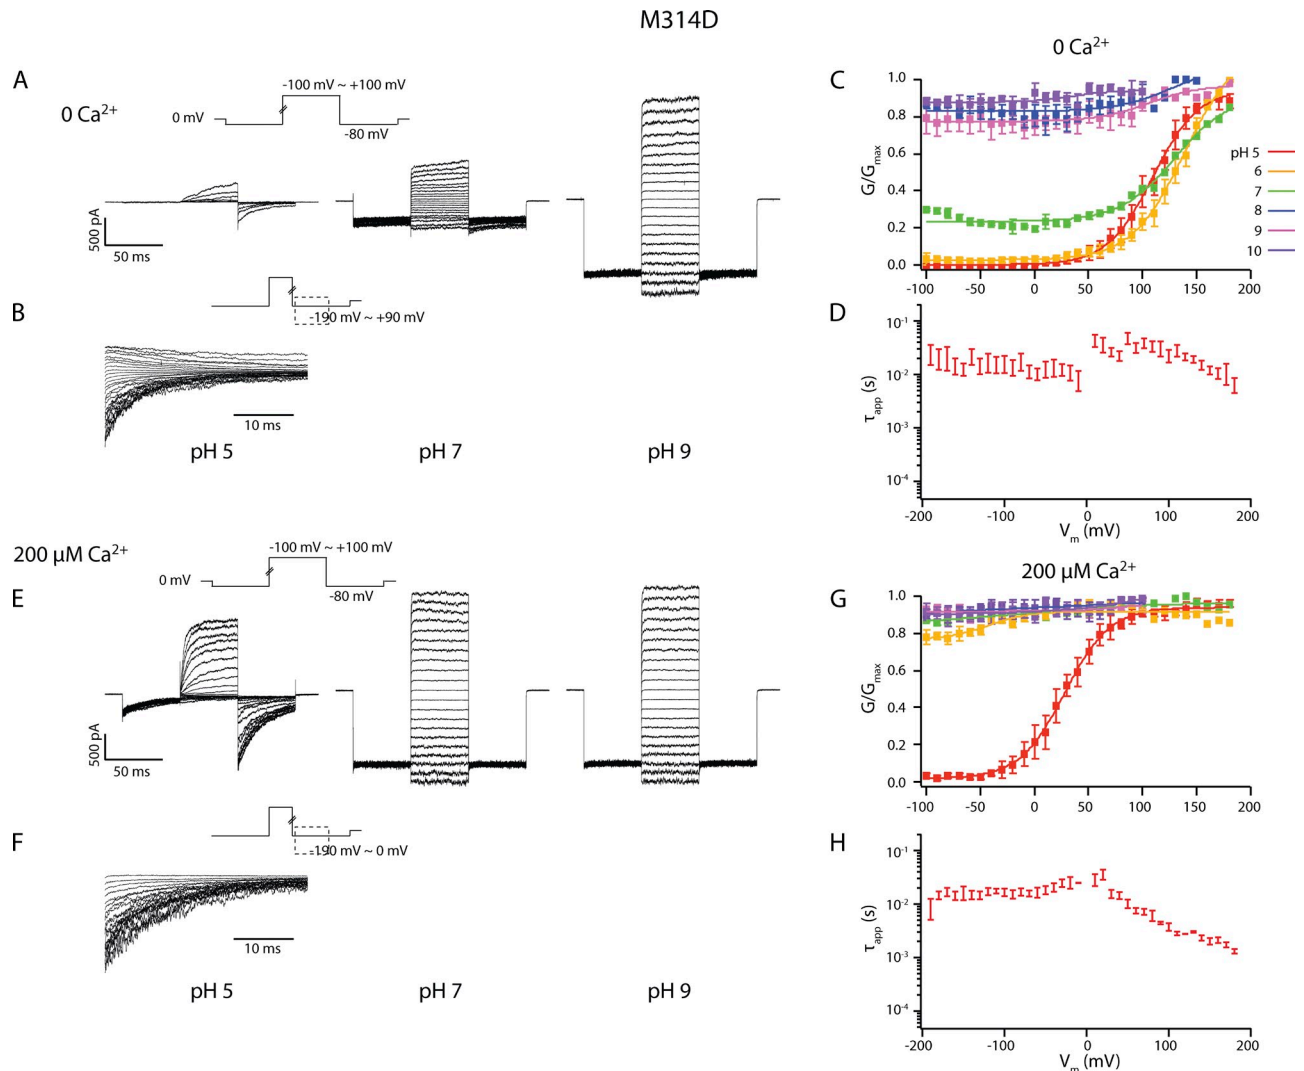 M314D
A
0 Ca²⁺
-100 mV ~ +100 mV
0 mV
-80 mV
500 pA
50 ms
B
-190 mV ~ +90 mV
10 ms
pH 5
pH 7
pH 9
0 Ca²⁺
C
1.0
0.8
0.6
0.4
0.2
0.0
G/Gmax
-100
-50
0
50
100
150
200
pH 5
6
7
8
9
10
D
10⁻¹
10⁻²
10⁻³
10⁻⁴
τapp (s)
-200
-100
0
100
200
Vm (mV)
200 µM Ca²⁺
-100 mV ~ +100 mV
0 mV
-80 mV
E
500 pA
50 ms
F
-190 mV ~ 0 mV
10 ms
pH 5
pH 7
pH 9
200 µM Ca²⁺
G
1.0
0.8
0.6
0.4
0.2
0.0
G/Gmax
-100
-50
0
50
100
150
200
H
10⁻¹
10⁻²
10⁻³
10⁻⁴
τapp (s)
-200
-100
0
100
200
Vm (mV)